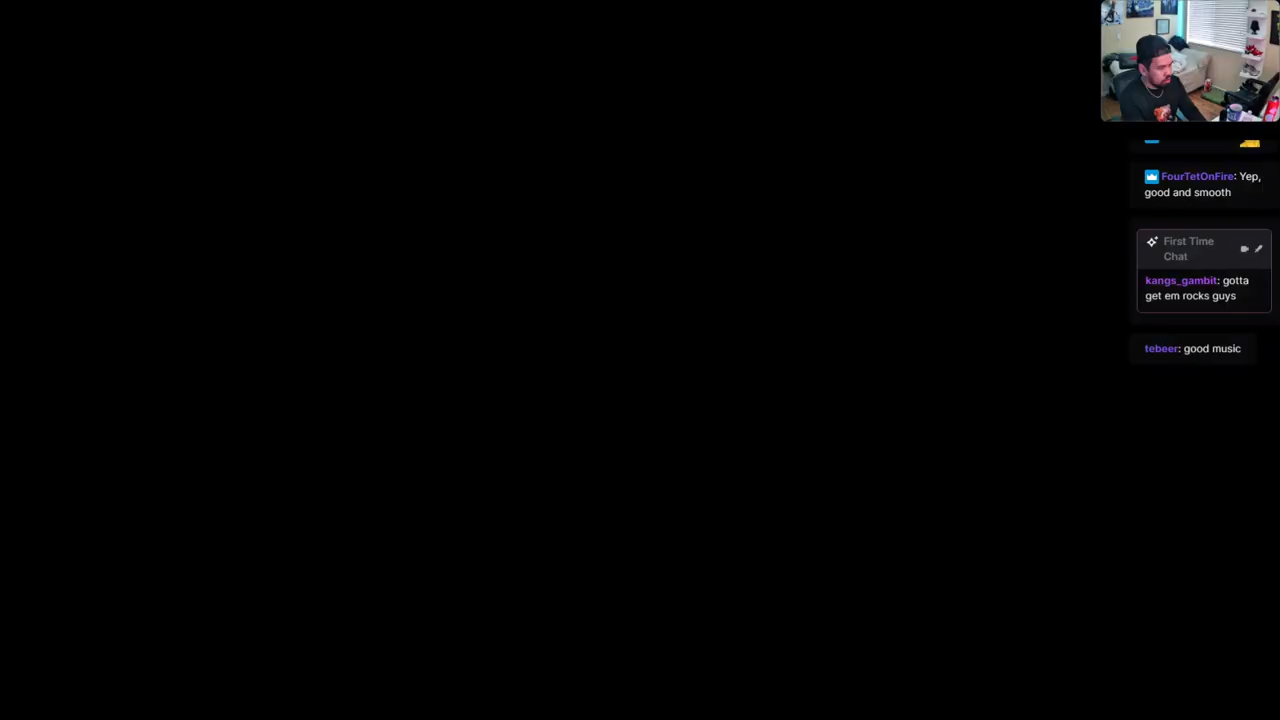 FourTetOnFire: Yep,
good and smooth
First Time
Chat
kangs_gambit: gotta
get em rocks guys
tebeer: good music